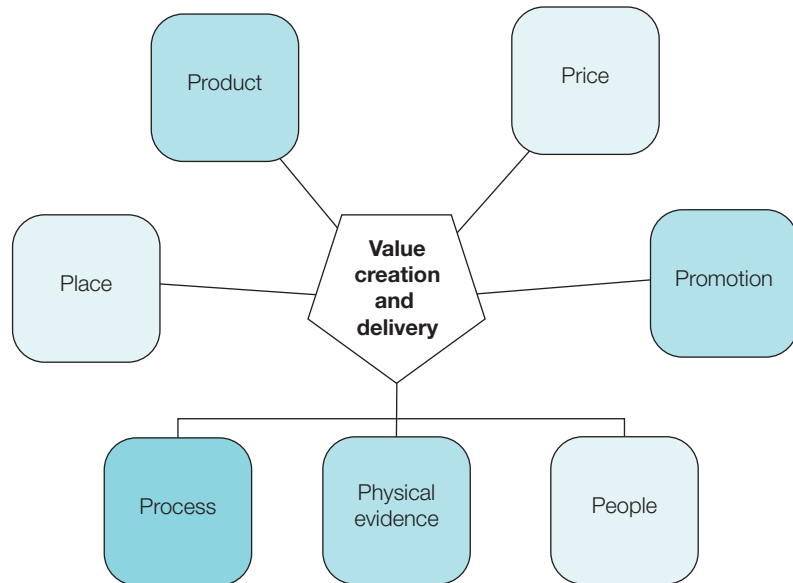 Product
Price
Value
creation
and
delivery
Place
Promotion
Process
Physical
evidence
People